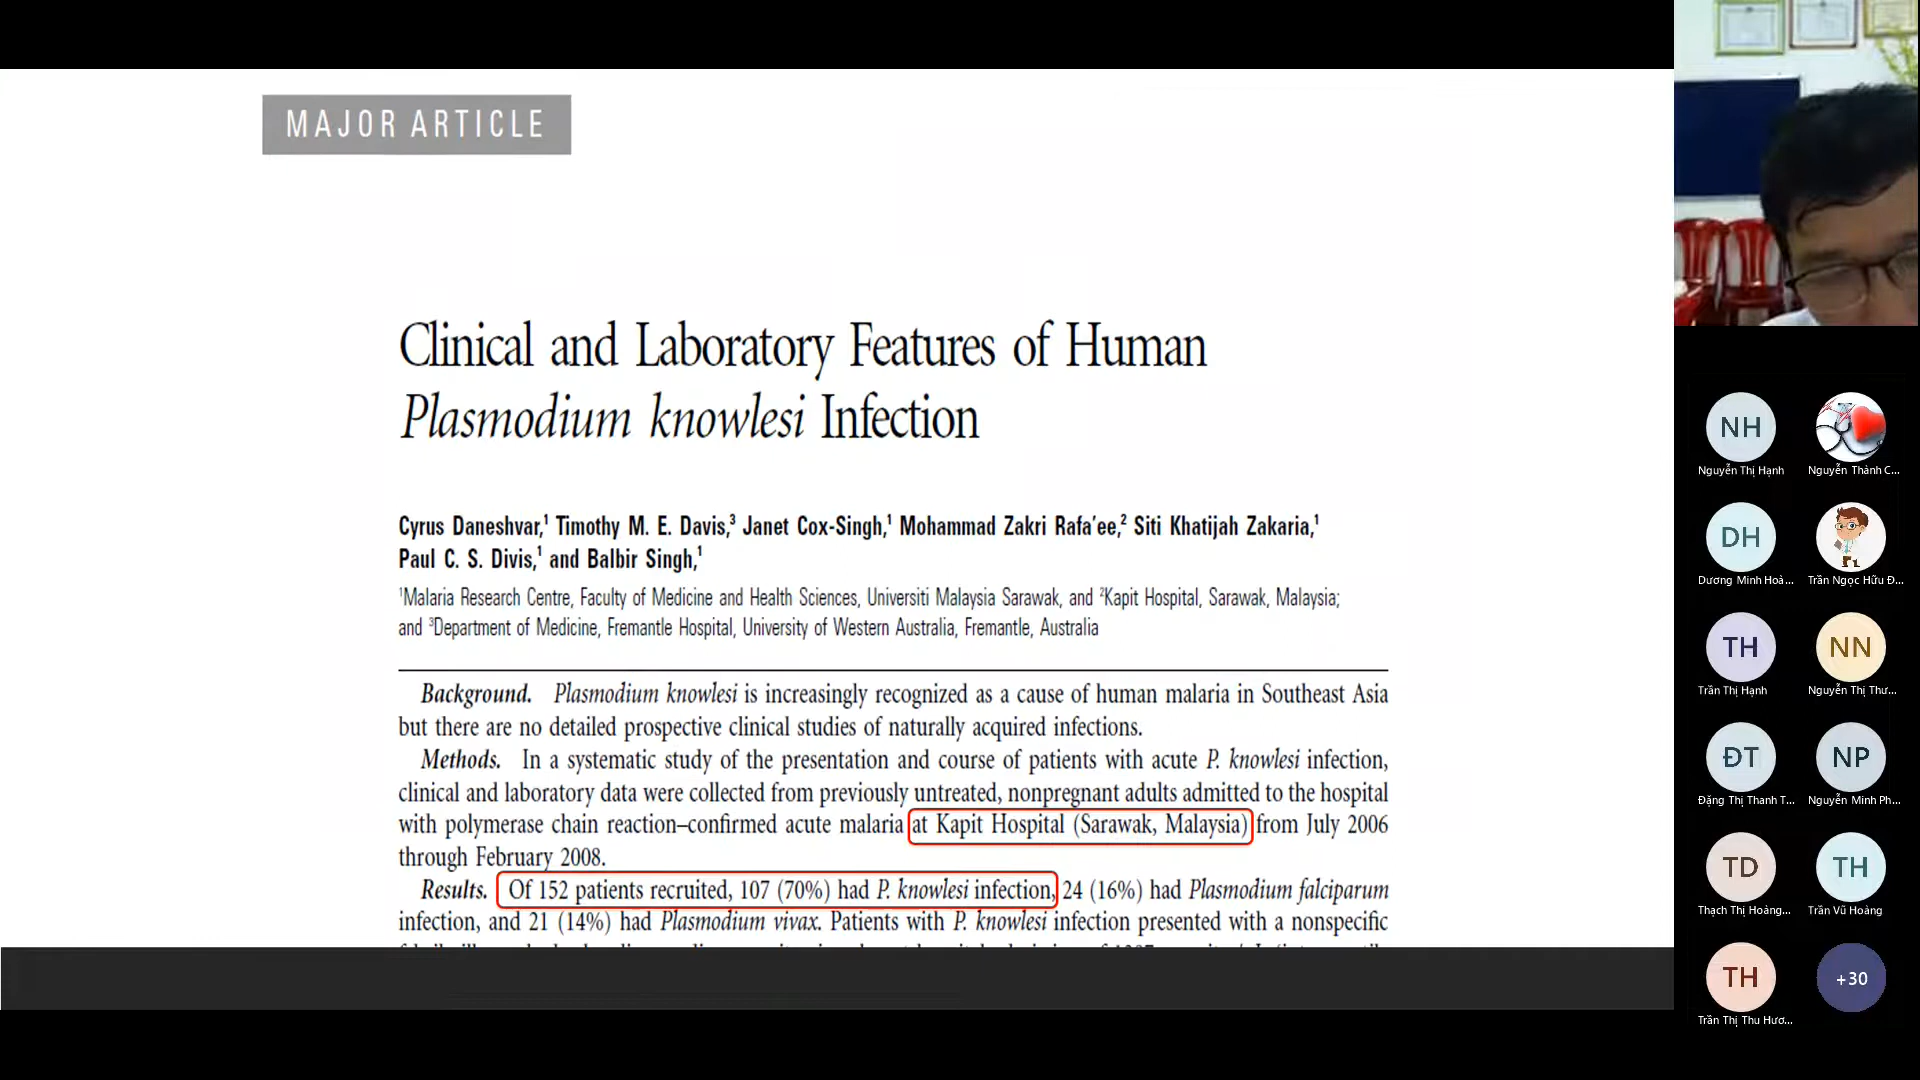 MAJOR ARTICLE
Clinical and Laboratory Features of Human
Plasmodium knowlesi Infection
Cyrus Daneshvar,1 Timothy M. E. Davis,3 Janet Cox-Singh,1 Mohammad Zakri Rafa'ee,2 Siti Khatijah Zakaria,1
Paul C. S. Divis,1 and Balbir Singh,1
1Malaria Research Centre, Faculty of Medicine and Health Sciences, Universiti Malaysia Sarawak, and 2Kapit Hospital, Sarawak, Malaysia;
and 3Department of Medicine, Fremantle Hospital, University of Western Australia, Fremantle, Australia
Background. Plasmodium knowlesi is increasingly recognized as a cause of human malaria in Southeast Asia
but there are no detailed prospective clinical studies of naturally acquired infections.
Methods. In a systematic study of the presentation and course of patients with acute P. knowlesi infection,
clinical and laboratory data were collected from previously untreated, nonpregnant adults admitted to the hospital
with polymerase chain reaction–confirmed acute malaria at Kapit Hospital (Sarawak, Malaysia) from July 2006
through February 2008.
Results. Of 152 patients recruited, 107 (70%) had P. knowlesi infection, 24 (16%) had Plasmodium falciparum
infection, and 21 (14%) had Plasmodium vivax. Patients with P. knowlesi infection presented with a nonspecific
NH
Nguyễn Thị Hạnh
Nguyễn Thành C...
DH
Dương Minh Hoà...
Trần Ngọc Hữu Đ...
TH
Trần Thị Hạnh
NN
Nguyễn Thị Thư...
ĐT
Đặng Thị Thanh T...
NP
Nguyễn Minh Ph...
TD
Thạch Thị Hoàng...
TH
Trần Vũ Hoàng
TH
Trần Thị Thu Hươ...
+30